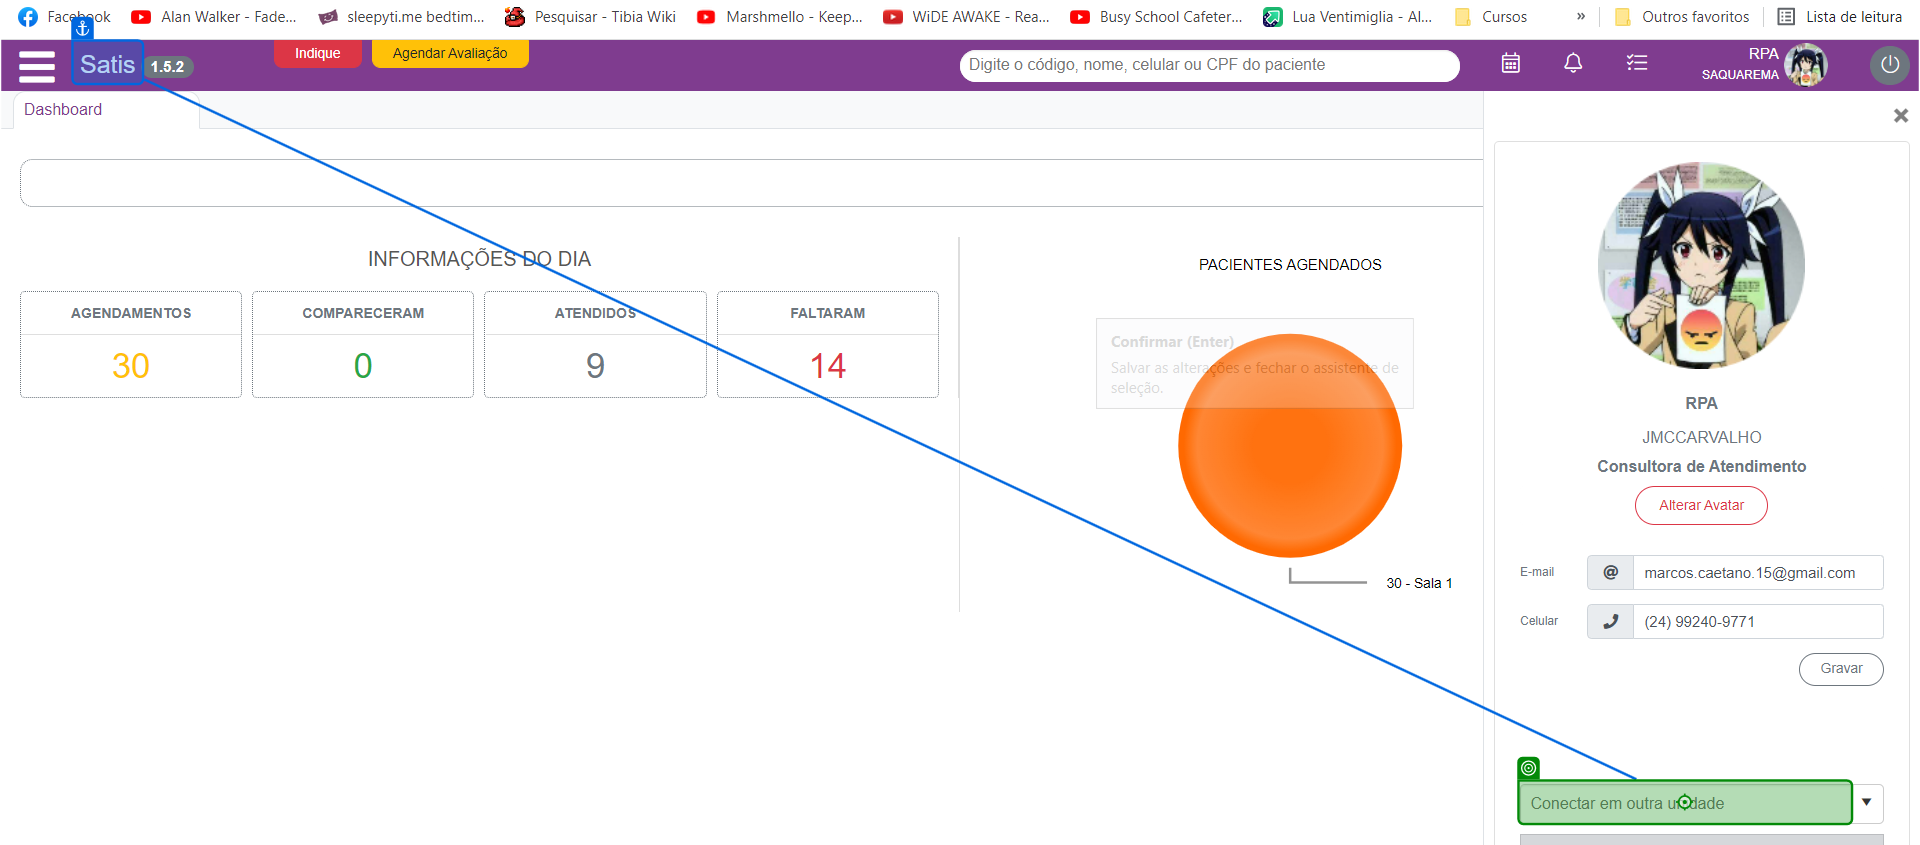 Facebook
Alan Walker - Fade...
sleepyti.me bedtim...
Pesquisar - Tibia Wiki
Marshmello - Keep...
WiDE AWAKE - Rea...
Busy School Cafeter...
Lua Ventimiglia - Al...
Cursos
»
Outros favoritos
Lista de leitura
Satis 1.5.2
Indique
Agendar Avaliação
Digite o código, nome, celular ou CPF do paciente
RPA
SAQUAREMA
Dashboard
INFORMAÇÕES DO DIA
AGENDAMENTOS
30
COMPARECERAM
0
ATENDIDOS
9
FALTARAM
14
PACIENTES AGENDADOS
Confirmar (Enter)
Salvar as alterações e fechar o assistente de
seleção.
30 - Sala 1
RPA
JMCCARVALHO
Consultora de Atendimento
Alterar Avatar
E-mail
@
marcos.caetano.15@gmail.com
Celular
(24) 99240-9771
Gravar
Conectar em outra unidade